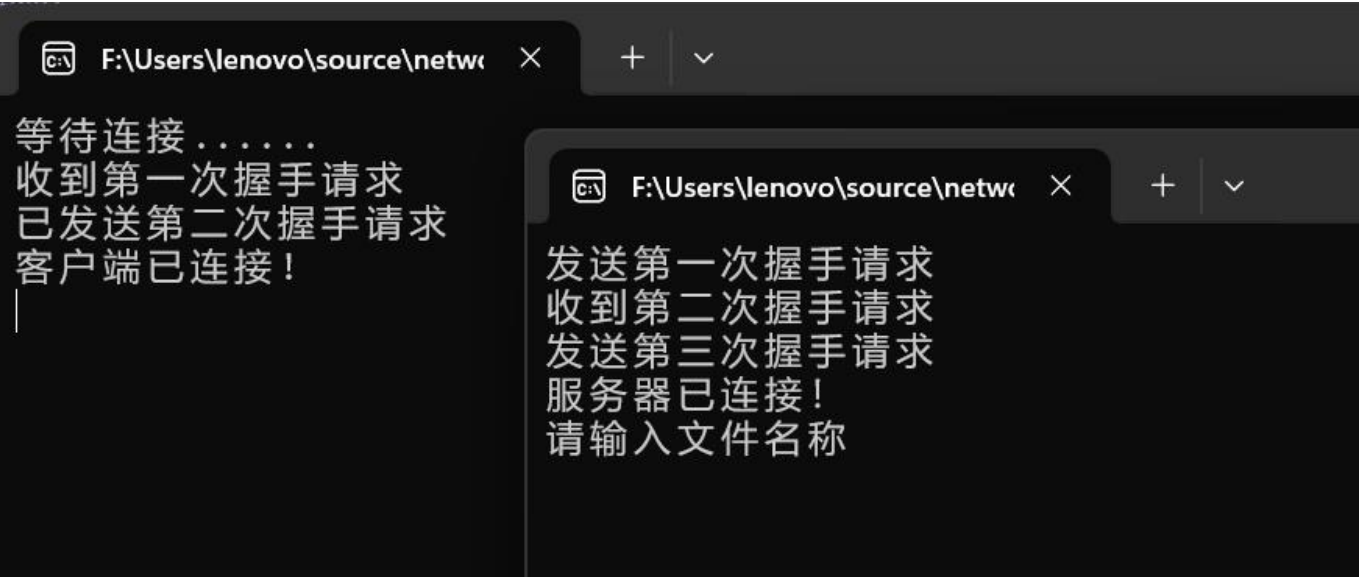 F:\Users\lenovo\source\netw
等待连接......
收到第一次握手请求
已发送第二次握手请求
客户端已连接!
F:\Users\lenovo\source\netw
发送第一次握手请求
收到第二次握手请求
发送第三次握手请求
服务器已连接!
请输入文件名称